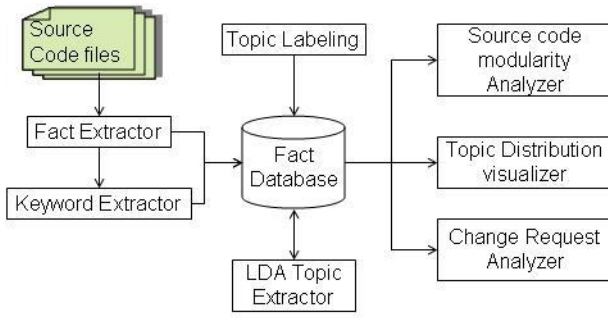 Source
Code files
Topic Labeling
Source code
modularity
Analyzer
Fact Extractor
Fact
Database
Topic Distribution
visualizer
Keyword Extractor
LDA Topic
Extractor
Change Request
Analyzer